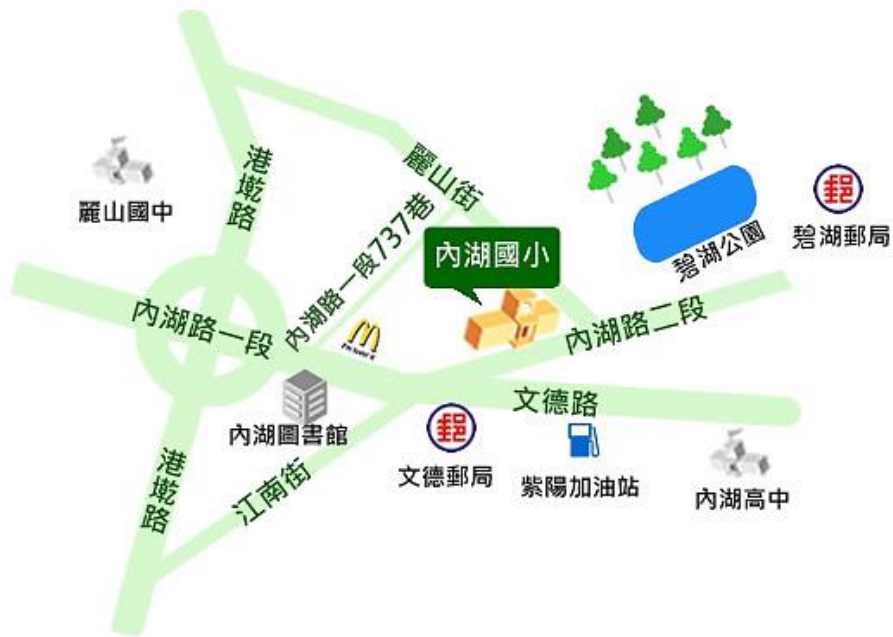 港墘路
麗山街
麗山國中
郵
碧湖公園
碧湖郵局
內湖路一段737巷
內湖國小
內湖路一段
內湖路二段
文德路
內湖圖書館
郵
文德郵局
紫陽加油站
內湖高中
港墘路
江南街